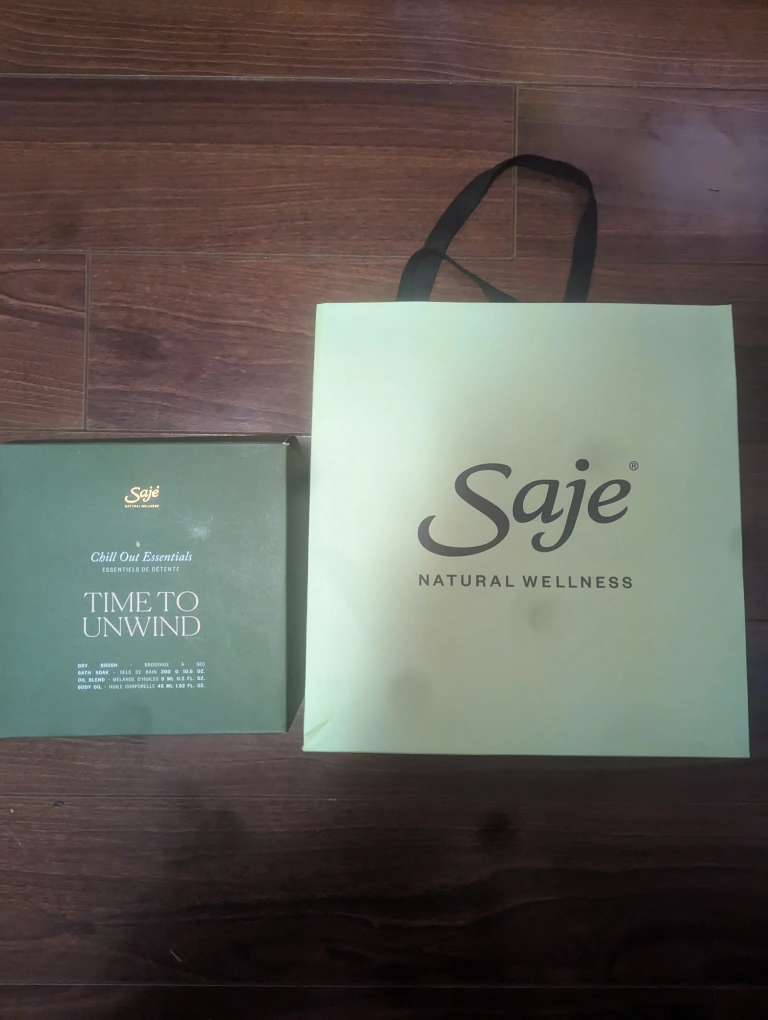 Saje
NATURAL WELLNESS
Chill Out Essentials
ESSENTIELS DE DÉTENTE
TIME TO
UNWIND
DRY BRUSH - BROSSAGE À SEC
BATH SOAK - SELS DE BAIN 300 G 10.6 OZ.
OIL BLEND - MÉLANGE D'HUILES 6 ML 0.2 FL. OZ.
BODY OIL - HUILE CORPORELLE 45 ML 1.52 FL. OZ.
Saje®
NATURAL WELLNESS